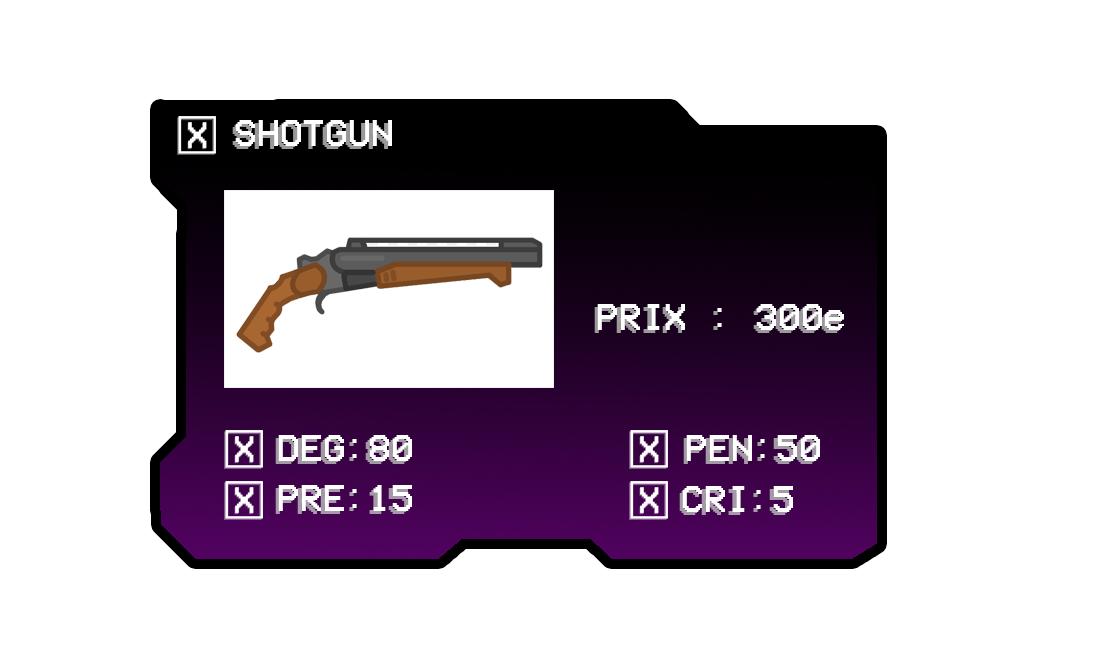 X SHOTGUN
PRIX : 300e
X DEG:80
X PEN:50
X PRE:15
X CRI:5